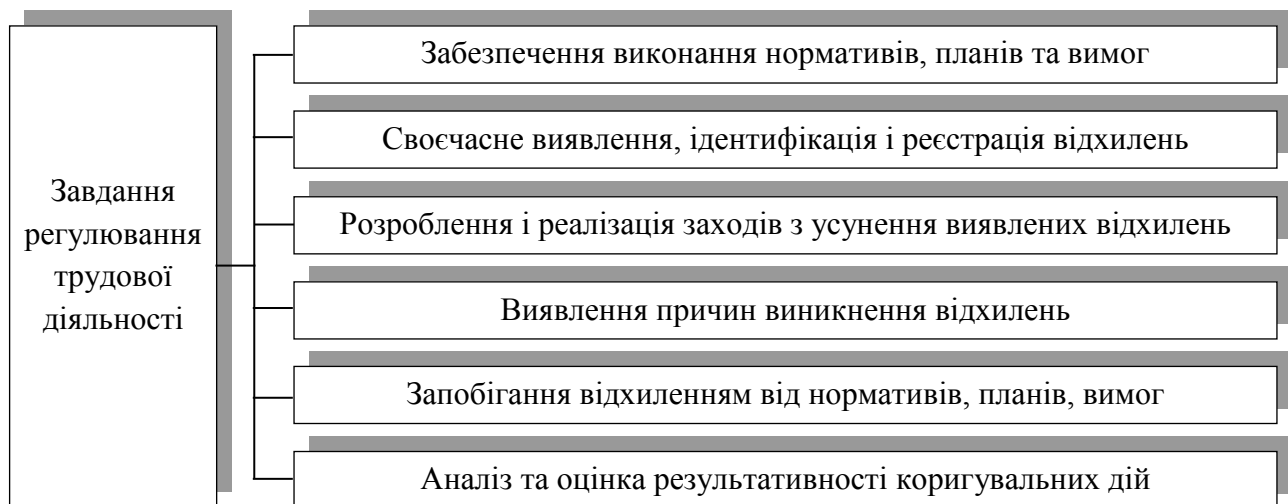 Завдання
регулювання
трудової
діяльності
Забезпечення виконання нормативів, планів та вимог
Своєчасне виявлення, ідентифікація і реєстрація відхилень
Розроблення і реалізація заходів з усунення виявлених відхилень
Виявлення причин виникнення відхилень
Запобігання відхиленням від нормативів, планів, вимог
Аналіз та оцінка результативності коригувальних дій